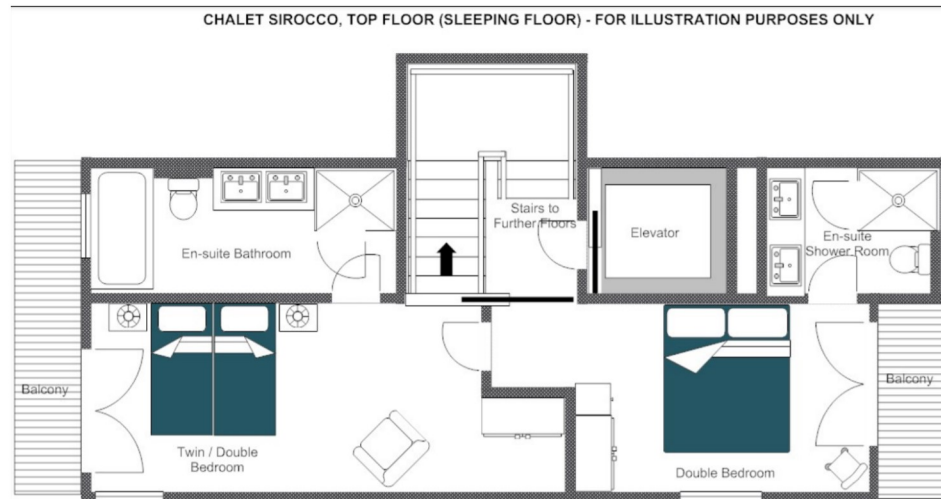 CHALET SIROCCO, TOP FLOOR (SLEEPING FLOOR) - FOR ILLUSTRATION PURPOSES ONLY
Stairs to
Further Floors
Elevator
En-suite Bathroom
En-suite
Shower Room
Balcony
Balcony
Twin / Double
Bedroom
Double Bedroom